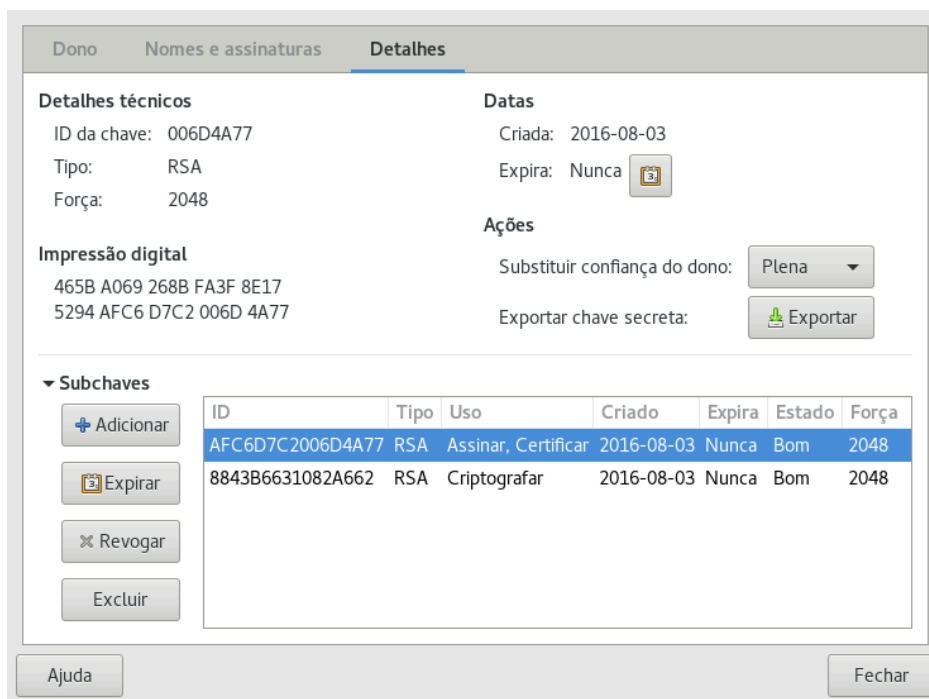 Dono Nomes e assinaturas Detalhes
Detalhes técnicos
ID da chave: 006D4A77
Tipo: RSA
Força: 2048
Impressão digital
465B A069 268B FA3F 8E17
5294 AFC6 D7C2 006D 4A77
Datas
Criada: 2016-08-03
Expira: Nunca
Ações
Substituir confiança do dono: Plena
Exportar chave secreta: Exportar
Subchaves
Adicionar
Expirar
Revogar
Excluir
ID Tipo Uso Criado Expira Estado Força
AFC6D7C2006D4A77 RSA Assinar, Certificar 2016-08-03 Nunca Bom 2048
8843B6631082A662 RSA Criptografar 2016-08-03 Nunca Bom 2048
Ajuda Fechar